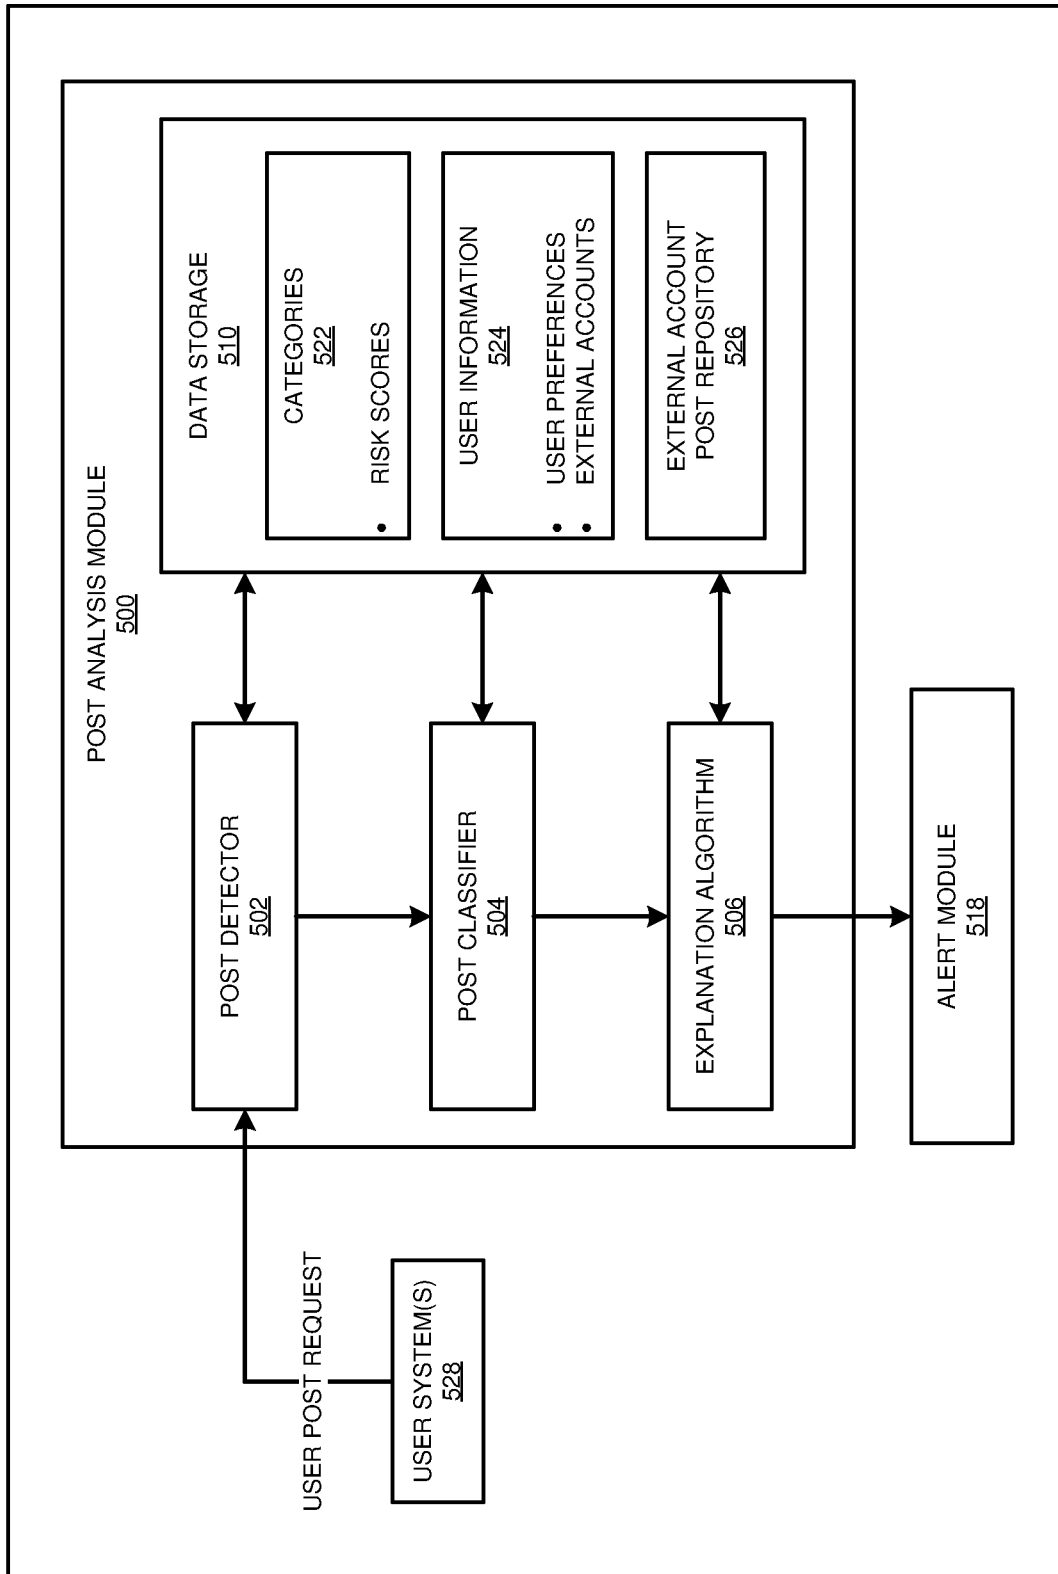 POST ANALYSIS MODULE
500
USER POST REQUEST
USER SYSTEM(S)
528
POST DETECTOR
502
POST CLASSIFIER
504
EXPLANATION ALGORITHM
506
DATA STORAGE
510
CATEGORIES
522
• RISK SCORES
USER INFORMATION
524
• USER PREFERENCES
• EXTERNAL ACCOUNTS
EXTERNAL ACCOUNT
POST REPOSITORY
526
ALERT MODULE
518